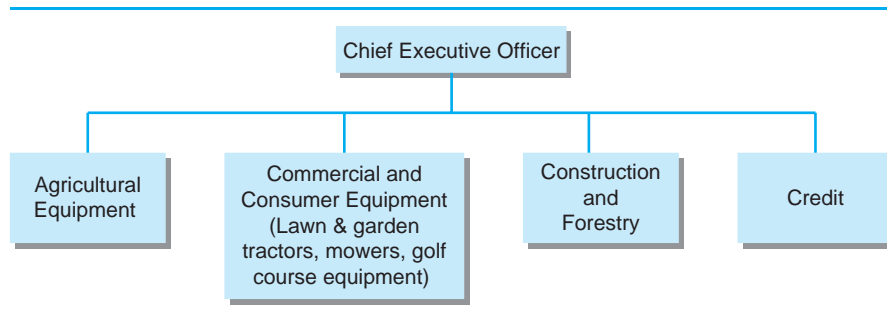 Chief Executive Officer
Agricultural
Equipment
Commercial and
Consumer Equipment
(Lawn & garden
tractors, mowers, golf
course equipment)
Construction
and
Forestry
Credit